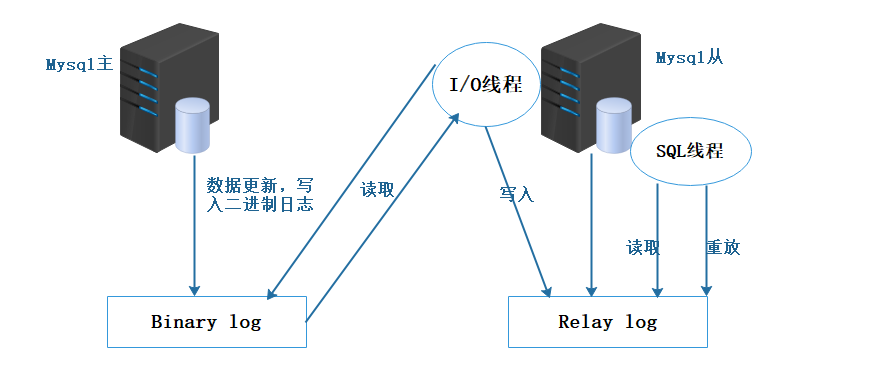 Mysql主
Mysql从
I/O线程
SQL线程
数据更新，写
入二进制日志
读取
写入
读取
重放
Binary log
Relay log